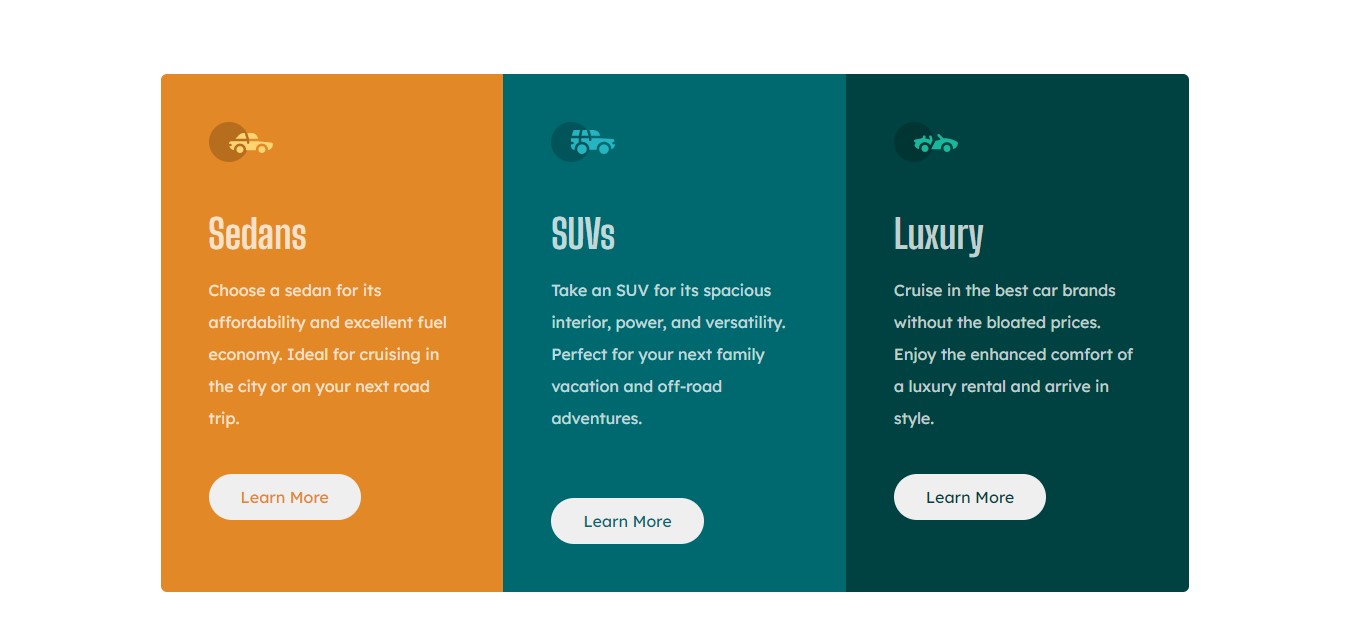 Sedans
Choose a sedan for its
affordability and excellent fuel
economy. Ideal for cruising in
the city or on your next road
trip.
Learn More
SUVs
Take an SUV for its spacious
interior, power, and versatility.
Perfect for your next family
vacation and off-road
adventures.
Learn More
Luxury
Cruise in the best car brands
without the bloated prices.
Enjoy the enhanced comfort of
a luxury rental and arrive in
style.
Learn More